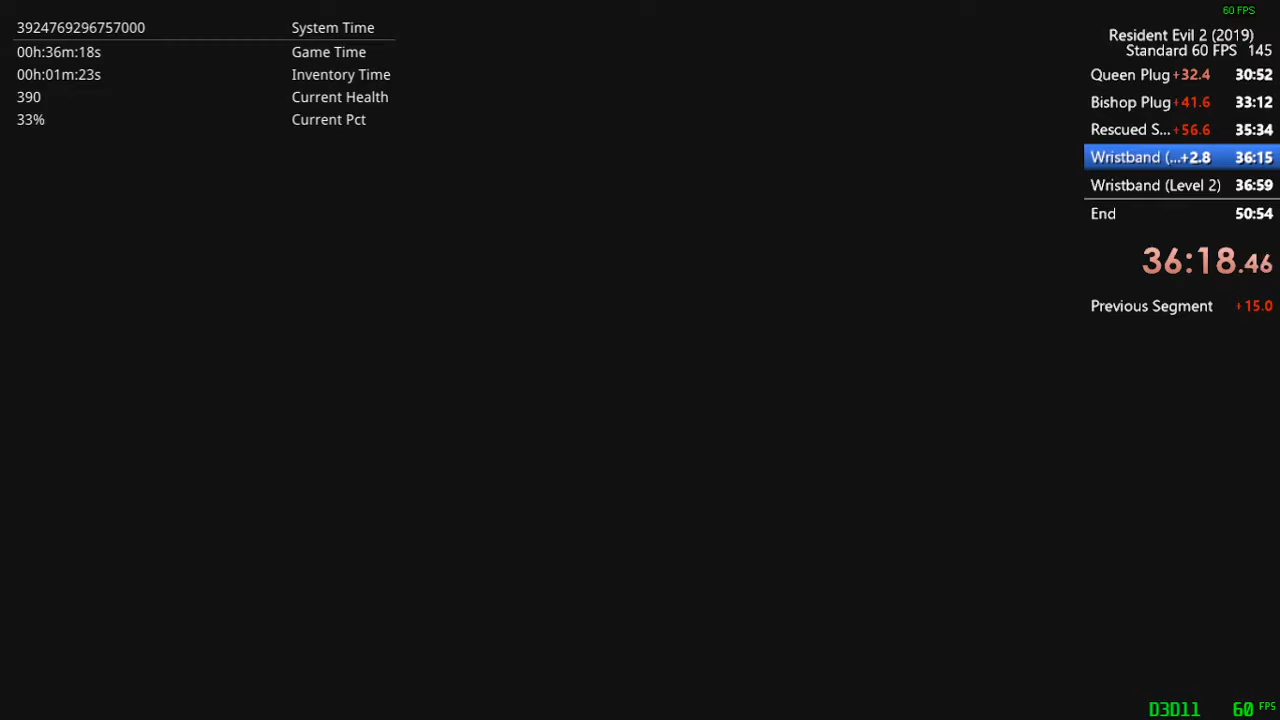 60 FPS
3924769296757000 System Time
00h:36m:18s Game Time
00h:01m:23s Inventory Time
390 Current Health
33% Current Pct
Resident Evil 2 (2019)
Standard 60 FPS 145
Queen Plug +32.4 30:52
Bishop Plug +41.6 33:12
Rescued S... +56.6 35:34
Wristband (... +2.8 36:15
Wristband (Level 2) 36:59
End 50:54
36:18.46
Previous Segment +15.0
D3D11 60 FPS